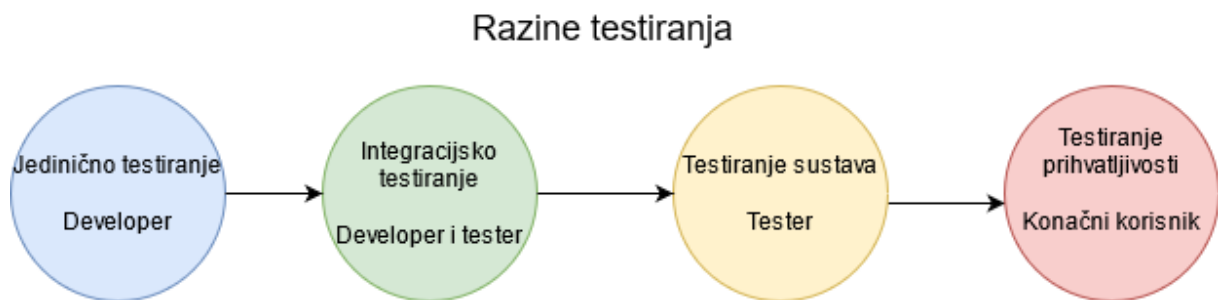 Razine testiranja
Jedinično testiranje
Developer
Integracijsko
testiranje
Developer i tester
Testiranje sustava
Tester
Testiranje
prihvatljivosti
Konačni korisnik